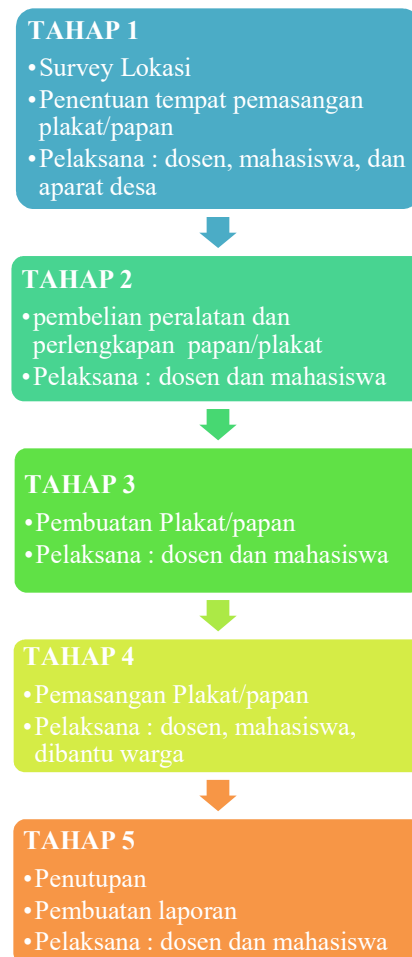 TAHAP 1
•Survey Lokasi
•Penentuan tempat pemasangan
plakat/papan
•Pelaksana : dosen, mahasiswa, dan
aparat desa
TAHAP 2
•pembelian peralatan dan
perlengkapan papan/plakat
•Pelaksana : dosen dan mahasiswa
TAHAP 3
•Pembuatan Plakat/papan
•Pelaksana : dosen dan mahasiswa
TAHAP 4
•Pemasangan Plakat/papan
•Pelaksana : dosen, mahasiswa,
dibantu warga
TAHAP 5
•Penutupan
•Pembuatan laporan
•Pelaksana : dosen dan mahasiswa